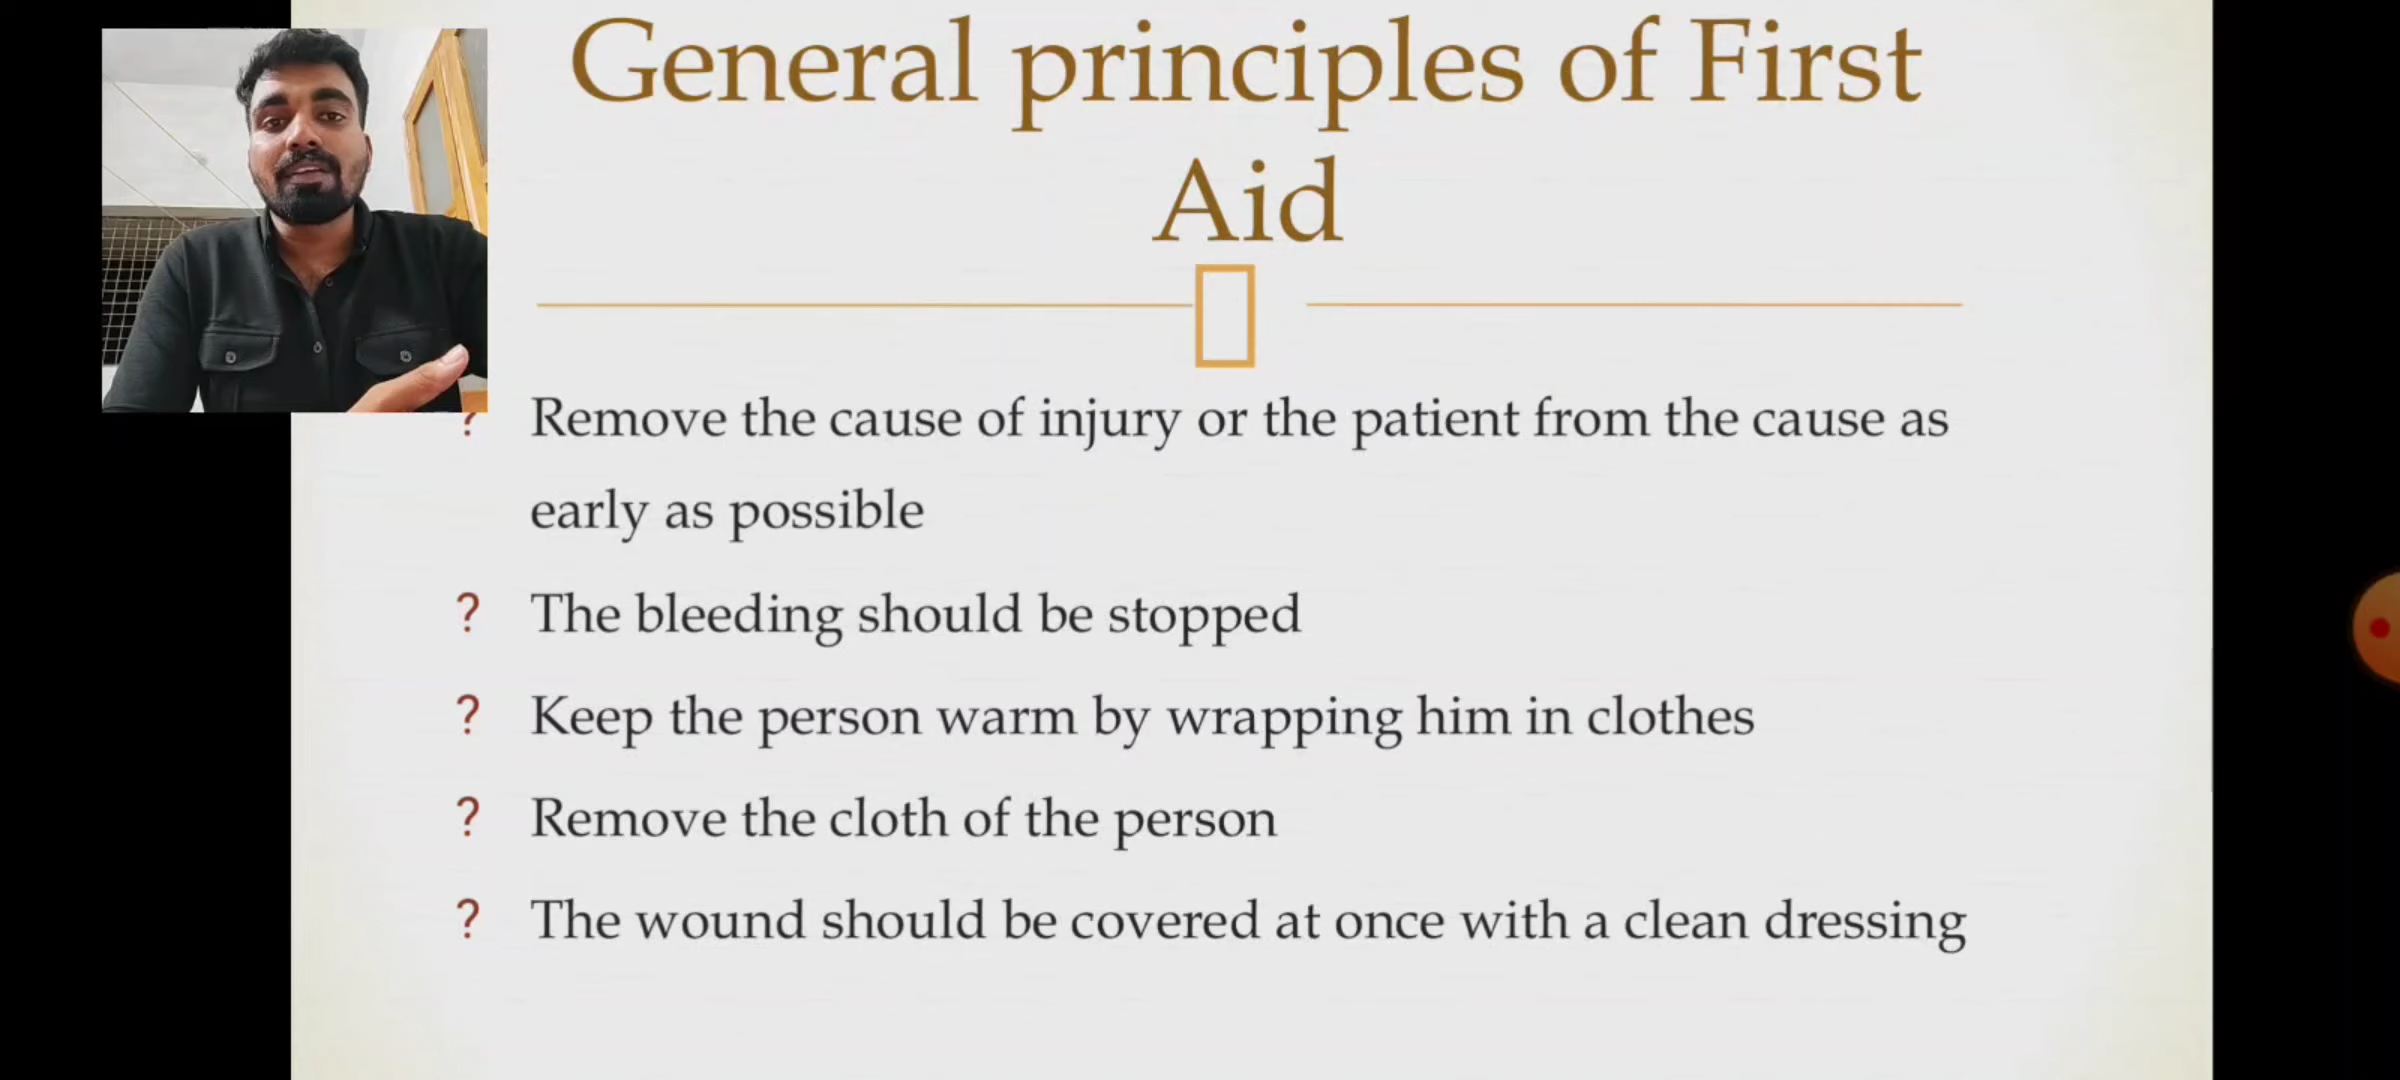 General principles of First
Aid
? Remove the cause of injury or the patient from the cause as
early as possible
? The bleeding should be stopped
? Keep the person warm by wrapping him in clothes
? Remove the cloth of the person
? The wound should be covered at once with a clean dressing